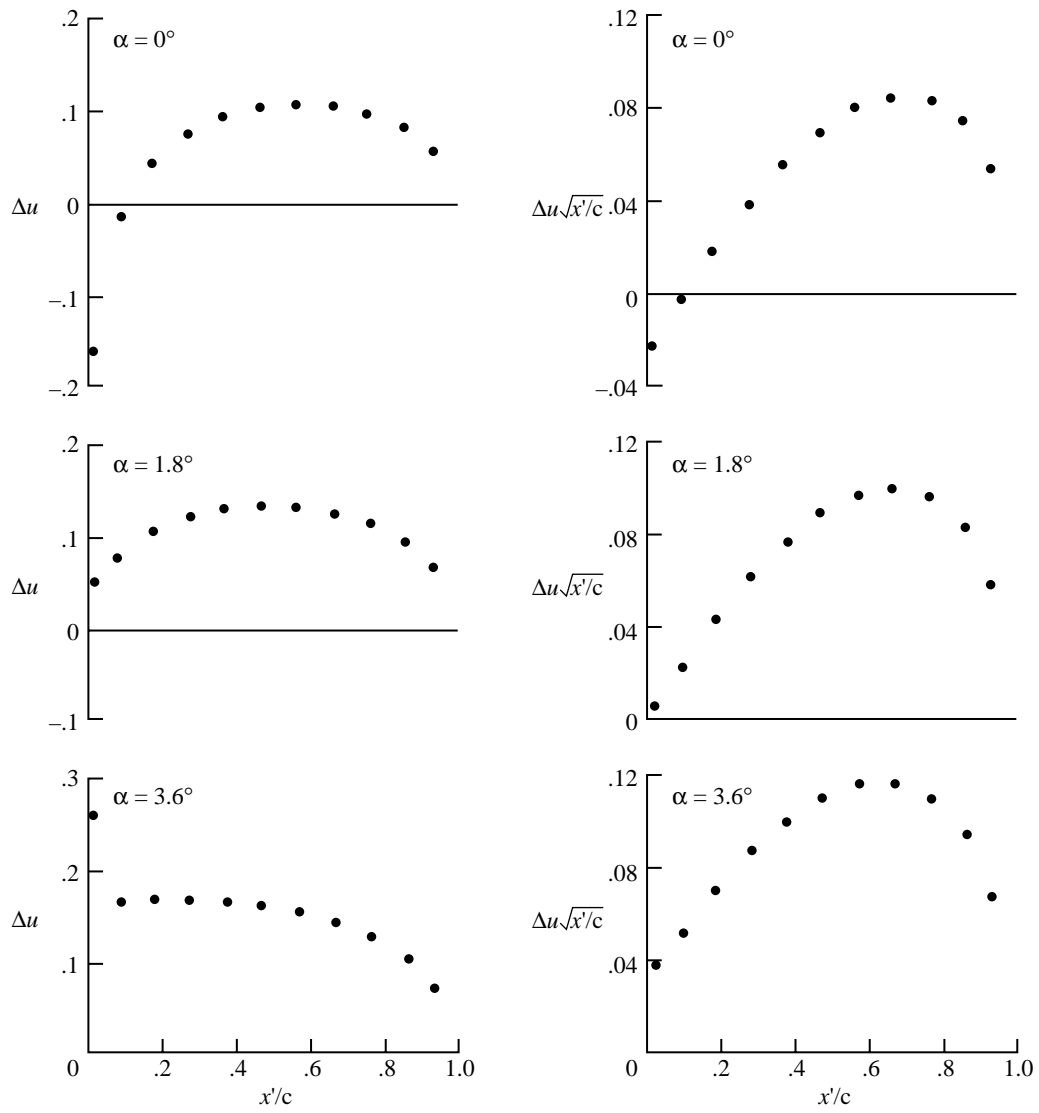 .2
α = 0°
.1
Δu
0
–.1
–.2
.12
α = 0°
.08
Δu√x'/c
.04
0
–.04
.2
α = 1.8°
.1
Δu
0
–.1
.12
α = 1.8°
.08
Δu√x'/c
.04
0
.3
α = 3.6°
.2
Δu
.1
0 .2 .4 .6 .8 1.0
x'/c
.12
α = 3.6°
.08
Δu√x'/c
.04
0 .2 .4 .6 .8 1.0
x'/c